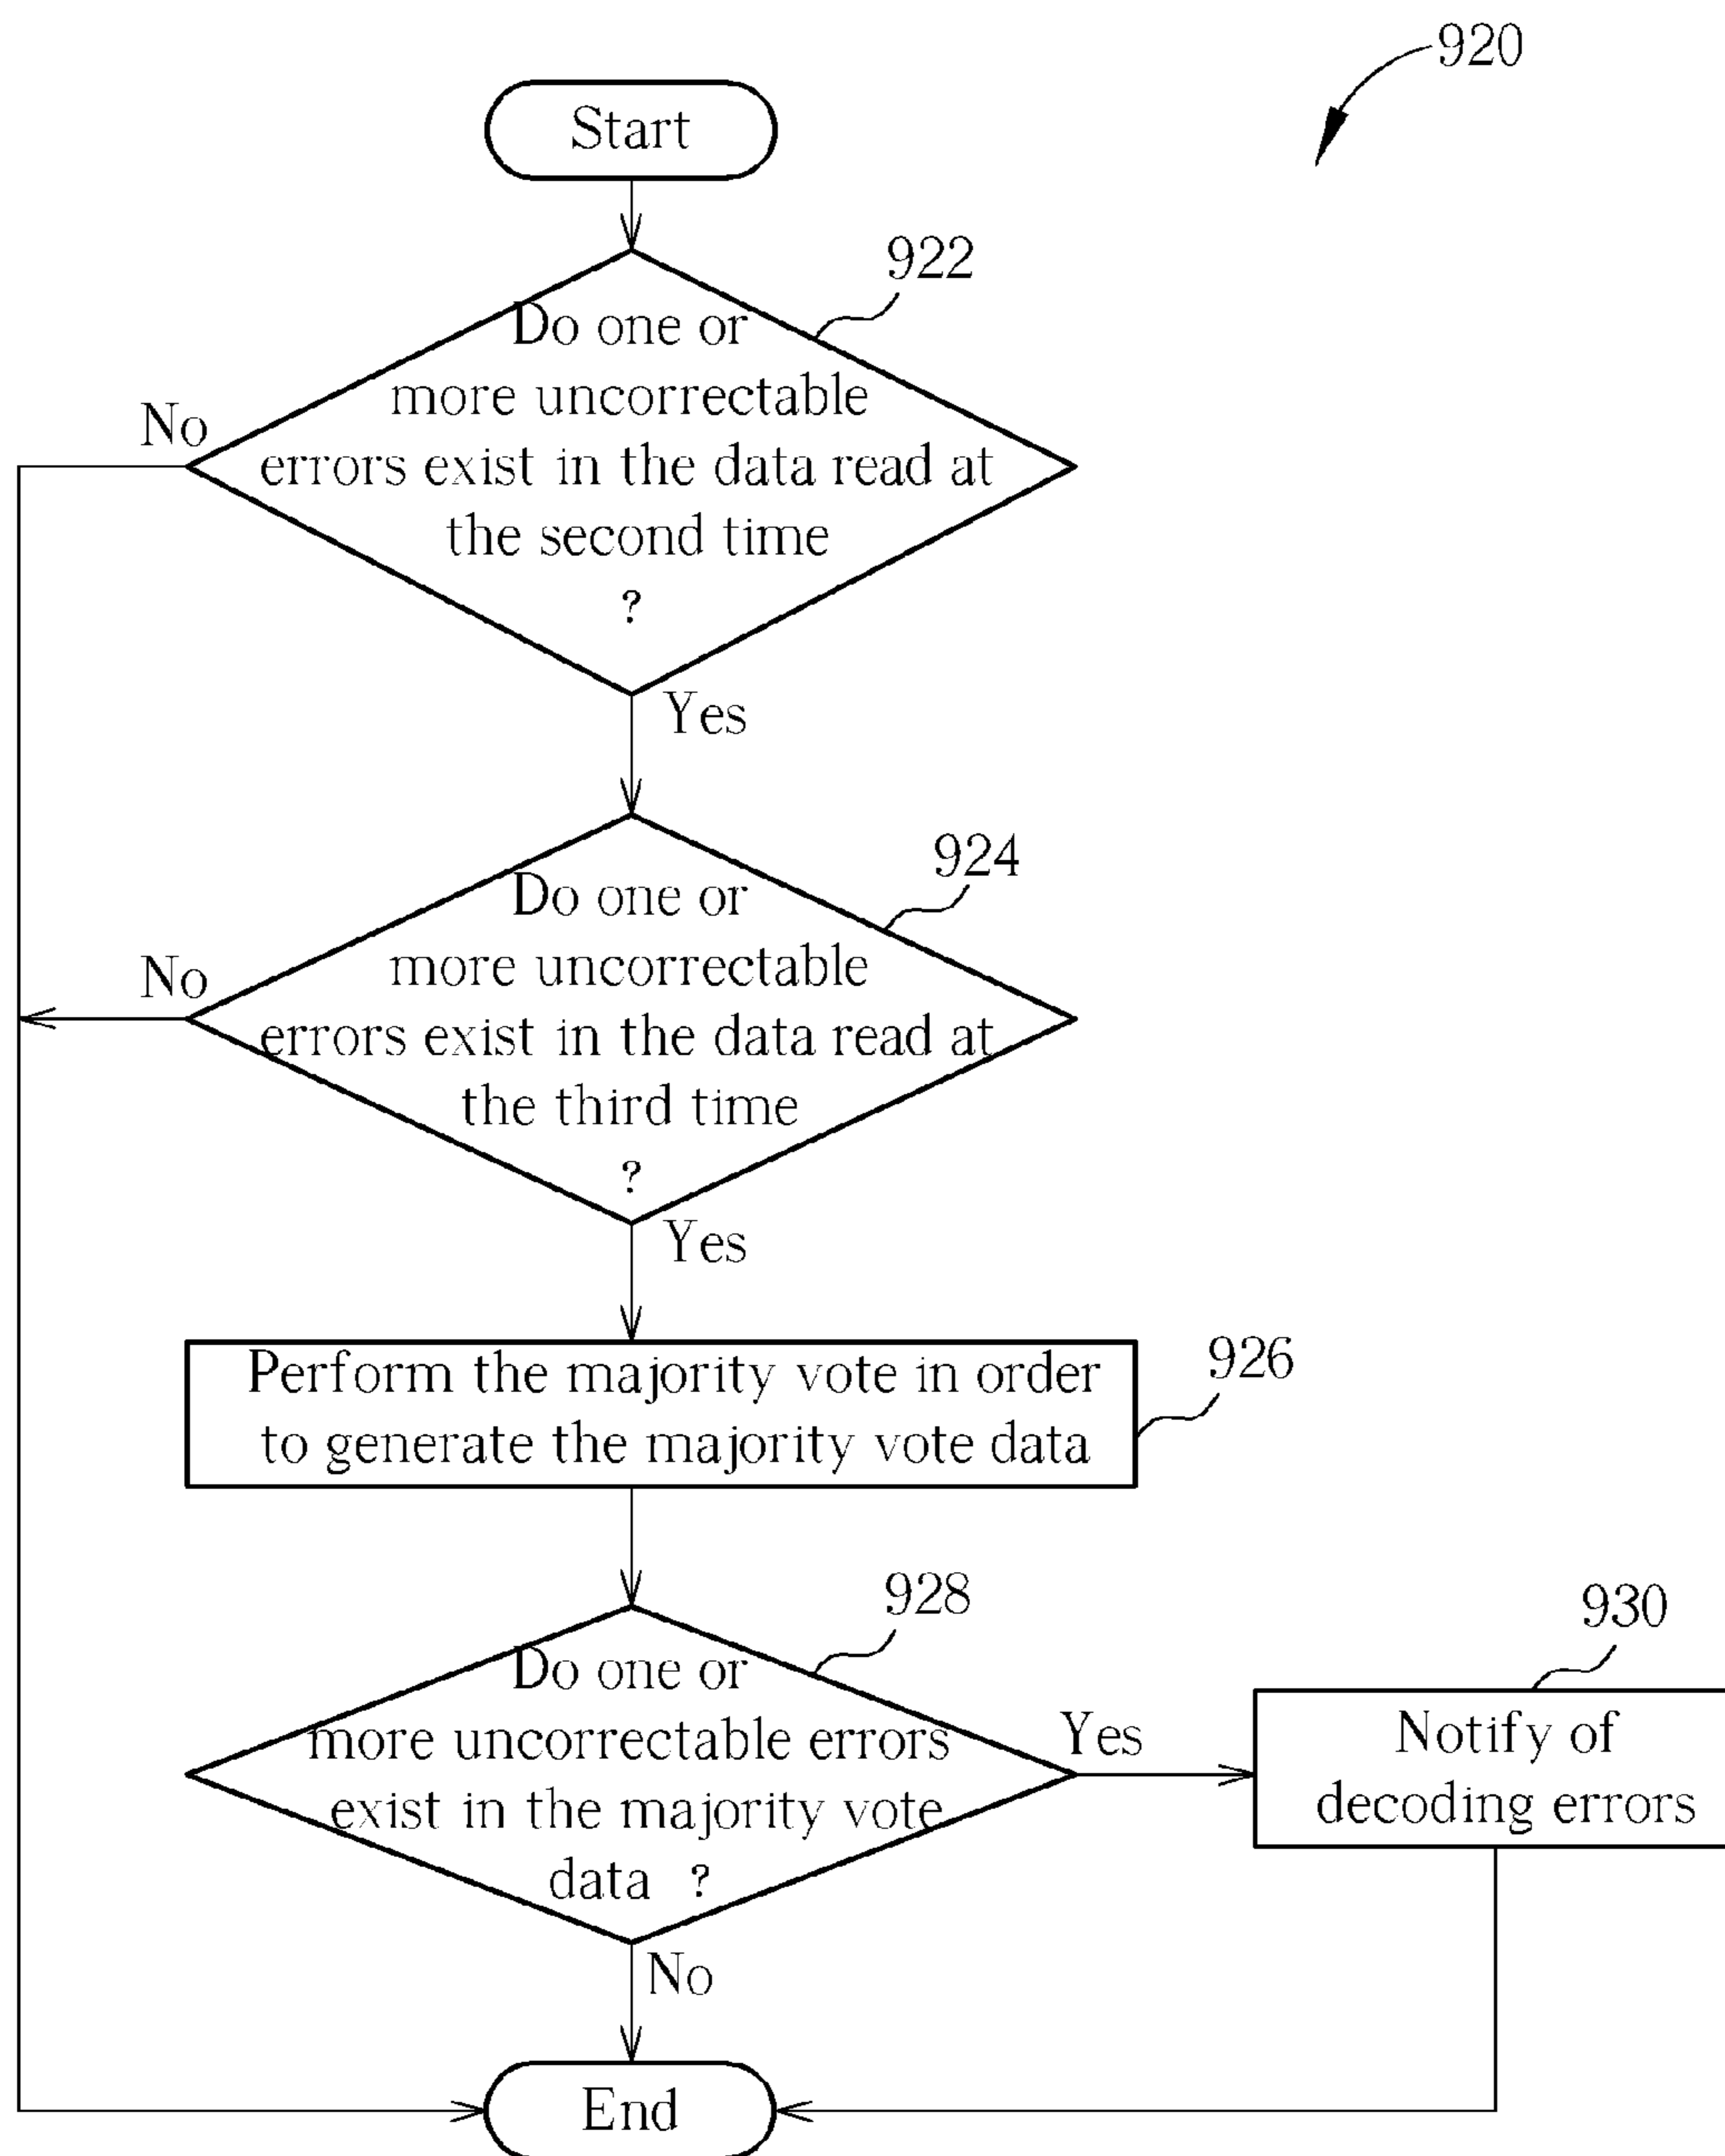 920
Start
922
Do one or
more uncorrectable
errors exist in the data read at
the second time
?
No
Yes
924
Do one or
more uncorrectable
errors exist in the data read at
the third time
?
No
Yes
926
Perform the majority vote in order
to generate the majority vote data
928
Do one or
more uncorrectable errors
exist in the majority vote
data ?
Yes
930
Notify of
decoding errors
No
End